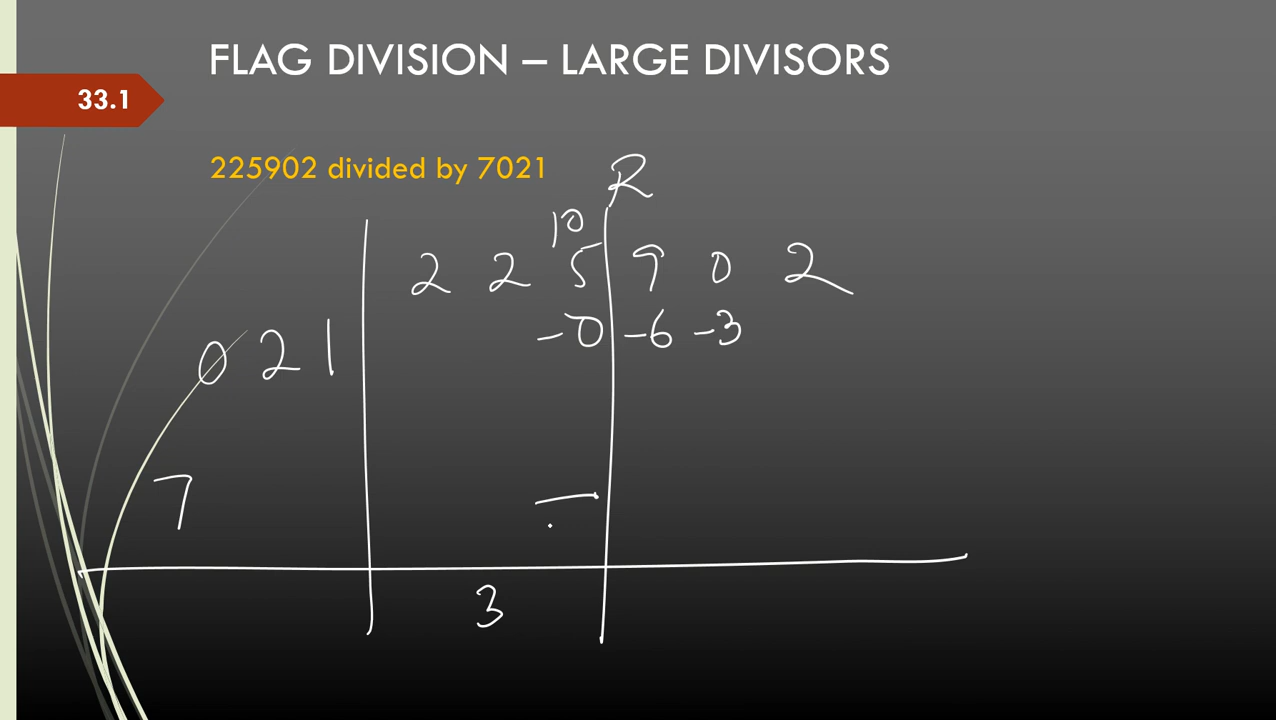 FLAG DIVISION – LARGE DIVISORS
33.1
225902 divided by 7021
R
10
2 2 5 9 0 2
-0 -6 -3
0 2 1
7
3